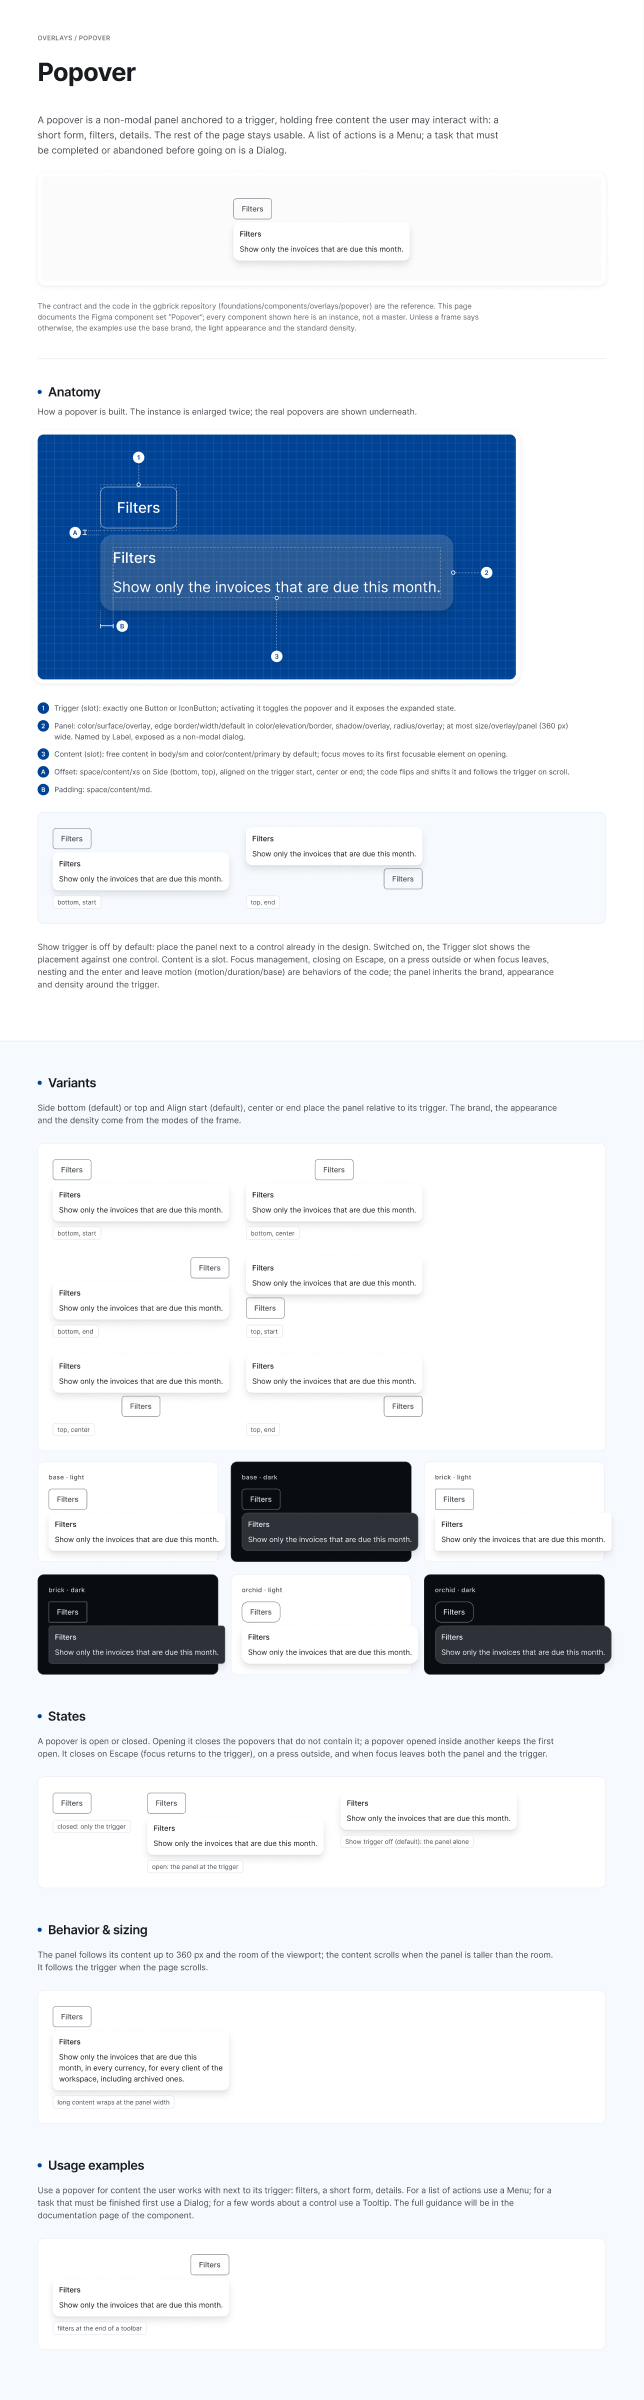 OVERLAYS / POPOVER
Popover
A popover is a non-modal panel anchored to a trigger, holding free content the user may interact with: a
short form, filters, details. The rest of the page stays usable. A list of actions is a Menu; a task that must
be completed or abandoned before going on is a Dialog.
Filters
Filters
Show only the invoices that are due this month.
The contract and the code in the ggbrick repository (foundations/components/overlays/popover) are the reference. This page
documents the Figma component set "Popover"; every component shown here is an instance, not a master. Unless a frame says
otherwise, the examples use the base brand, the light appearance and the standard density.
Anatomy
How a popover is built. The instance is enlarged twice; the real popovers are shown underneath.
1
Filters
A
Filters
Show only the invoices that are due this month.
2
B
3
1 Trigger (slot): exactly one Button or IconButton; activating it toggles the popover and it exposes the expanded state.
2 Panel: color/surface/overlay, edge border/width/default in color/elevation/border, shadow/overlay, radius/overlay; at most size/overlay/panel (360 px)
wide. Named by Label, exposed as a non-modal dialog.
3 Content (slot): free content in body/sm and color/content/primary by default; focus moves to its first focusable element on opening.
A Offset: space/content/xs on Side (bottom, top), aligned on the trigger start, center or end; the code flips and shifts it and follows the trigger on scroll.
B Padding: space/content/md.
Filters
Filters
Show only the invoices that are due this month.
bottom, start
Filters
Show only the invoices that are due this month.
Filters
top, end
Show trigger is off by default: place the panel next to a control already in the design. Switched on, the Trigger slot shows the
placement against one control. Content is a slot. Focus management, closing on Escape, on a press outside or when focus leaves,
nesting and the enter and leave motion (motion/duration/base) are behaviors of the code; the panel inherits the brand, appearance
and density around the trigger.
Variants
Side bottom (default) or top and Align start (default), center or end place the panel relative to its trigger. The brand, the appearance
and the density come from the modes of the frame.
Filters
Filters
Show only the invoices that are due this month.
bottom, start
Filters
Filters
Show only the invoices that are due this month.
bottom, center
Filters
Filters
Show only the invoices that are due this month.
bottom, end
Filters
Show only the invoices that are due this month.
Filters
top, start
Filters
Show only the invoices that are due this month.
Filters
top, center
Filters
Show only the invoices that are due this month.
Filters
top, end
base · light
Filters
Filters
Show only the invoices that are due this month.
base · dark
Filters
Filters
Show only the invoices that are due this month.
brick · light
Filters
Filters
Show only the invoices that are due this month.
brick · dark
Filters
Filters
Show only the invoices that are due this month.
orchid · light
Filters
Filters
Show only the invoices that are due this month.
orchid · dark
Filters
Filters
Show only the invoices that are due this month.
States
A popover is open or closed. Opening it closes the popovers that do not contain it; a popover opened inside another keeps the first
open. It closes on Escape (focus returns to the trigger), on a press outside, and when focus leaves both the panel and the trigger.
Filters
closed: only the trigger
Filters
Filters
Show only the invoices that are due this month.
open: the panel at the trigger
Filters
Show only the invoices that are due this month.
Show trigger off (default): the panel alone
Behavior & sizing
The panel follows its content up to 360 px and the room of the viewport; the content scrolls when the panel is taller than the room.
It follows the trigger when the page scrolls.
Filters
Filters
Show only the invoices that are due this
month, in every currency, for every client of the
workspace, including archived ones.
long content wraps at the panel width
Usage examples
Use a popover for content the user works with next to its trigger: filters, a short form, details. For a list of actions use a Menu; for a
task that must be finished first use a Dialog; for a few words about a control use a Tooltip. The full guidance will be in the
documentation page of the component.
Filters
Filters
Show only the invoices that are due this month.
filters at the end of a toolbar